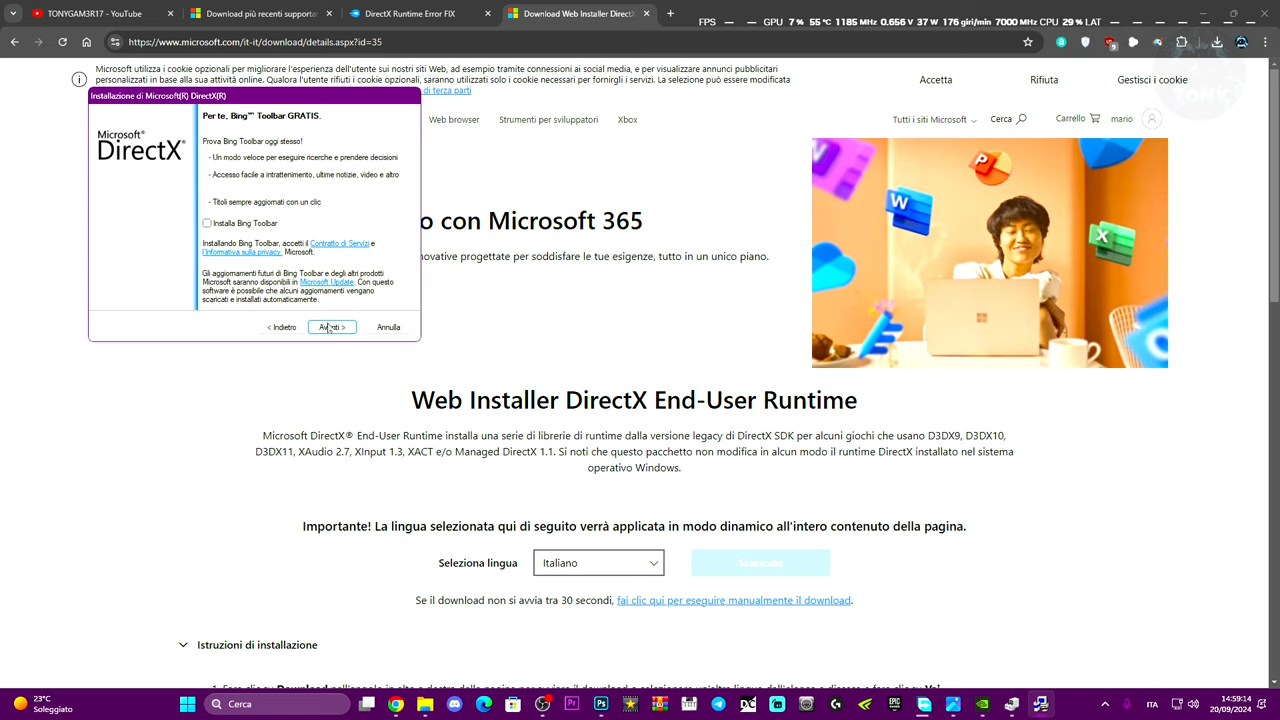 TONYGAM3R17 - YouTube
Download più recenti supportat
DirectX Runtime Error FIX
Download Web Installer DirectX
FPS — — GPU 7 % 55 °C 1185 MHz 0.656 V 37 W 176 giri/min 7000 MHz CPU 29 % LAT —
https://www.microsoft.com/it-it/download/details.aspx?id=35
Microsoft utilizza i cookie opzionali per migliorare l'esperienza dell'utente sui nostri siti Web, ad esempio tramite connessioni ai social media, e per visualizzare annunci pubblicitari
personalizzati in base alla sua attività online. Qualora l'utente rifiuti i cookie opzionali, saranno utilizzati solo i cookie necessari per fornirgli i servizi. La selezione può essere modificata
di terza parti
Accetta
Rifiuta
Gestisci i cookie
TONY
Installazione di Microsoft(R) DirectX(R)
Microsoft®
DirectX®
Per te, Bing™ Toolbar GRATIS.
Prova Bing Toolbar oggi stesso!
- Un modo veloce per eseguire ricerche e prendere decisioni
- Accesso facile a intrattenimento, ultime notizie, video e altro
- Titoli sempre aggiornati con un clic
Installa Bing Toolbar
Installando Bing Toolbar, accetti il Contratto di Servizi e
l'Informativa sulla privacy Microsoft.
Gli aggiornamenti futuri di Bing Toolbar e degli altri prodotti
Microsoft saranno disponibili in Microsoft Update. Con questo
software è possibile che alcuni aggiornamenti vengano
scaricati e installati automaticamente.
< Indietro
Avanti >
Annulla
Web browser
Strumenti per sviluppatori
Xbox
Tutti i siti Microsoft
Cerca
Carrello
mario
o con Microsoft 365
novative progettate per soddisfare le tue esigenze, tutto in un unico piano.
W
P
X
Web Installer DirectX End-User Runtime
Microsoft DirectX® End-User Runtime installa una serie di librerie di runtime dalla versione legacy di DirectX SDK per alcuni giochi che usano D3DX9, D3DX10,
D3DX11, XAudio 2.7, XInput 1.3, XACT e/o Managed DirectX 1.1. Si noti che questo pacchetto non modifica in alcun modo il runtime DirectX installato nel sistema
operativo Windows.
Importante! La lingua selezionata qui di seguito verrà applicata in modo dinamico all'intero contenuto della pagina.
Seleziona lingua
Italiano
Scaricato
Se il download non si avvia tra 30 secondi, fai clic qui per eseguire manualmente il download.
Istruzioni di installazione
23°C
Soleggiato
Cerca
ITA
14:59:14
20/09/2024